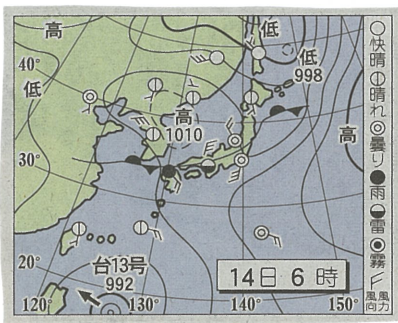 高
低
低
998
40°
低
高
1010
高
30°
20°
台13号
992
14日 6 時
120°
130°
140°
150°
快晴
晴れ
曇り
雨
雷
霧
風向
風力